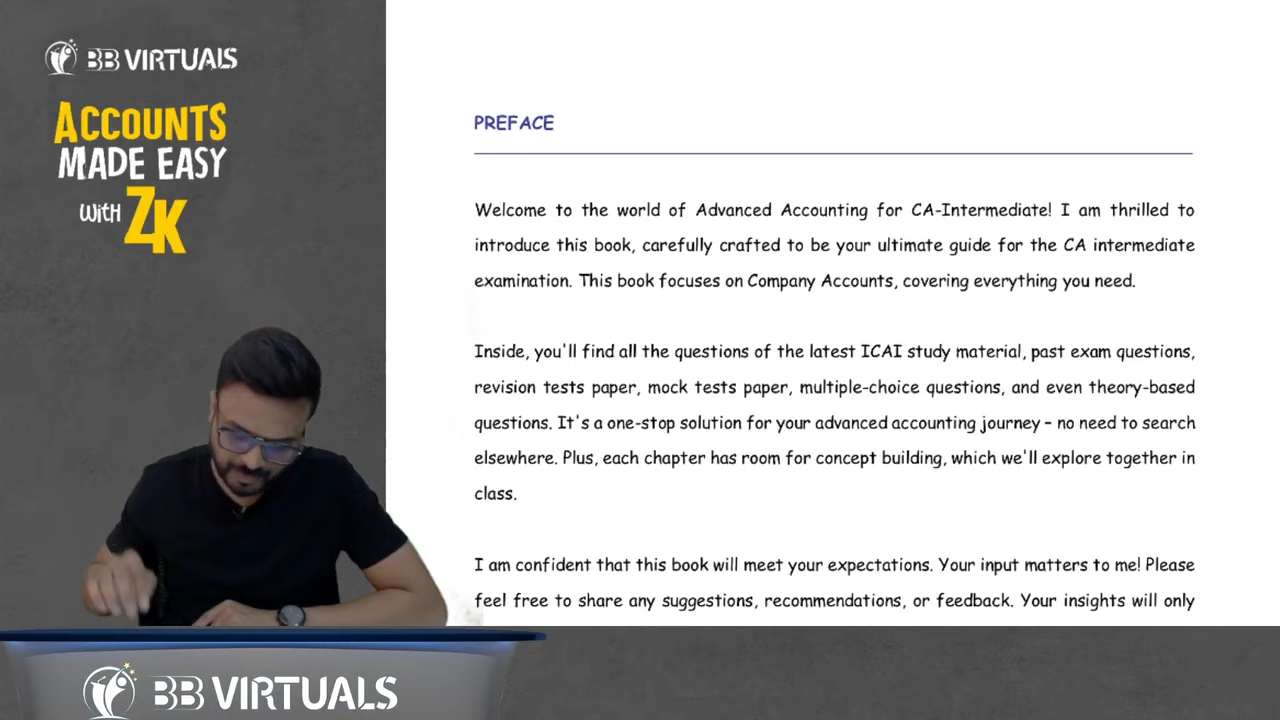 BB VIRTUALS
ACCOUNTS
MADE EASY
with ZK
PREFACE
Welcome to the world of Advanced Accounting for CA-Intermediate! I am thrilled to
introduce this book, carefully crafted to be your ultimate guide for the CA intermediate
examination. This book focuses on Company Accounts, covering everything you need.
Inside, you'll find all the questions of the latest ICAI study material, past exam questions,
revision tests paper, mock tests paper, multiple-choice questions, and even theory-based
questions. It's a one-stop solution for your advanced accounting journey – no need to search
elsewhere. Plus, each chapter has room for concept building, which we'll explore together in
class.
I am confident that this book will meet your expectations. Your input matters to me! Please
feel free to share any suggestions, recommendations, or feedback. Your insights will only
BB VIRTUALS